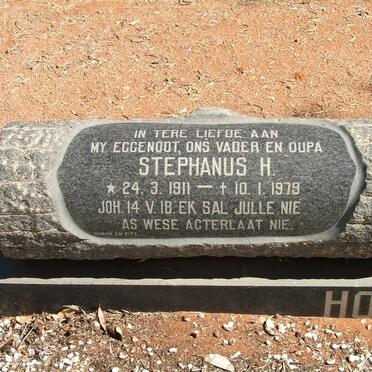 IN TERE LIEFDE AAN
MY EGGENOOT, ONS VADER EN OUPA
STEPHANUS H.
★ 24. 3. 1911 — † 10. 1. 1979
JOH. 14 V. 18. EK SAL JULLE NIE
AS WESE AGTERLAAT NIE.
HO